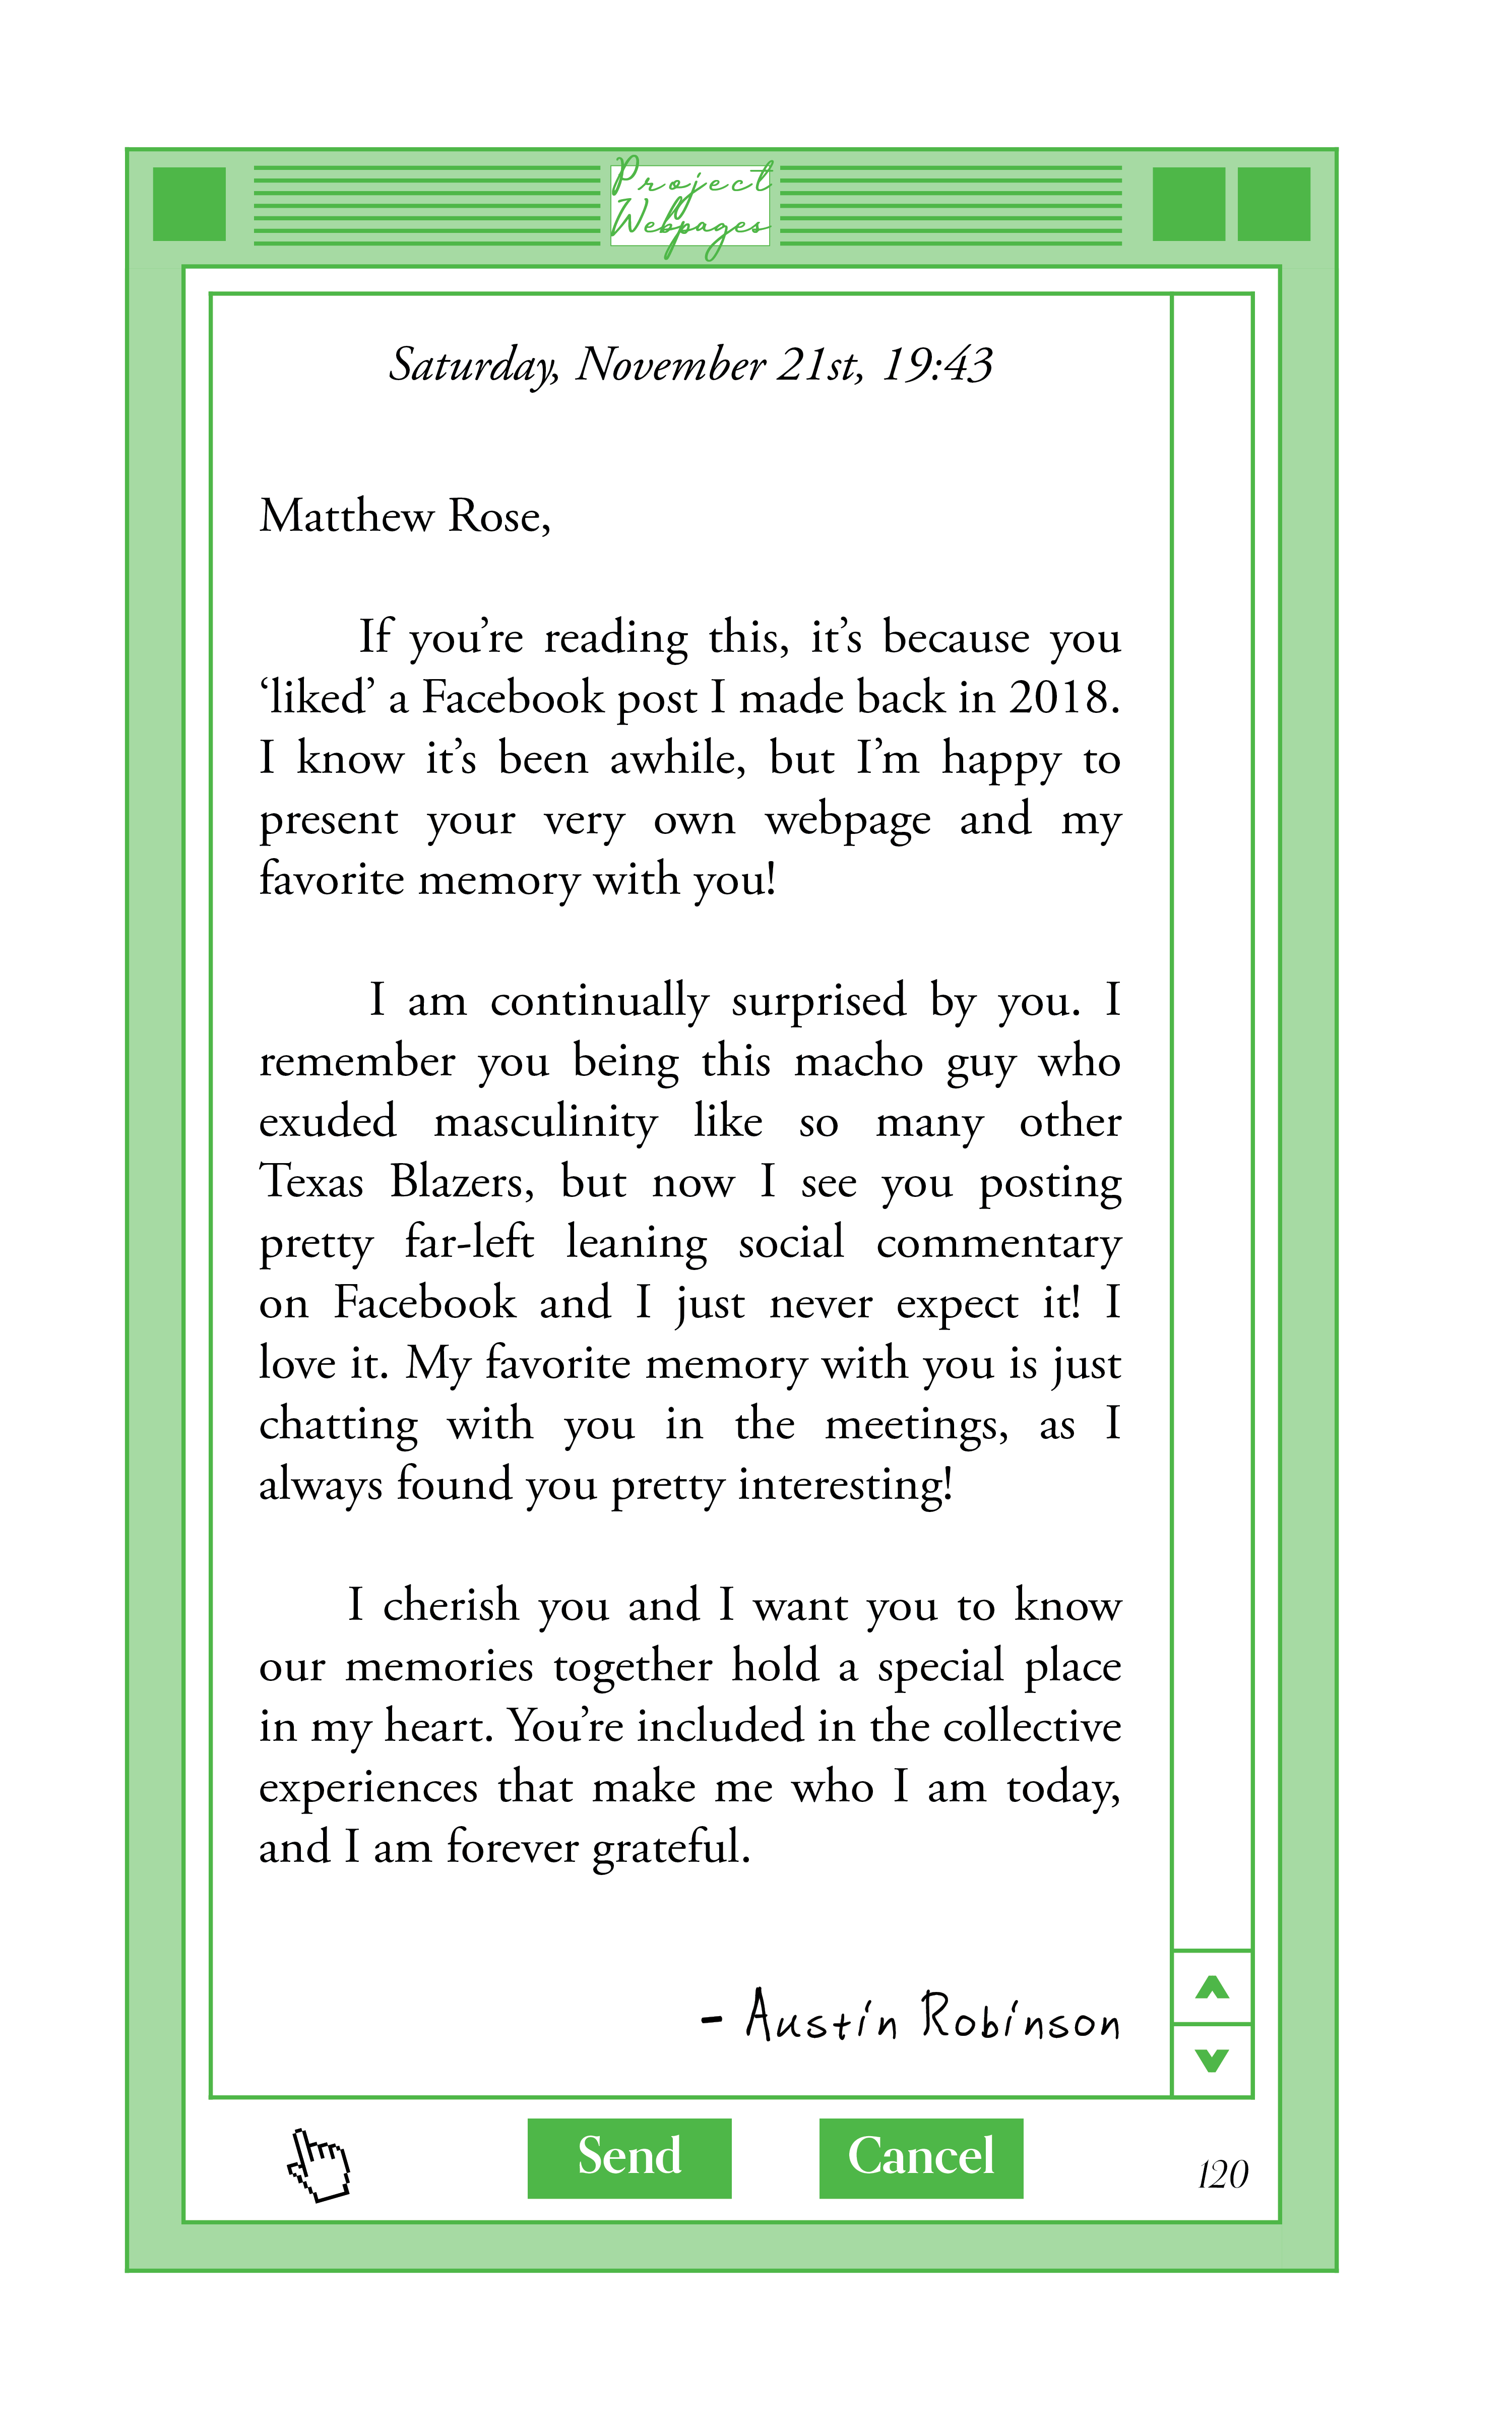 Project
Webpages
Saturday, November 21st, 19:43
Matthew Rose,
If you’re reading this, it’s because you
‘liked’ a Facebook post I made back in 2018.
I know it’s been awhile, but I’m happy to
present your very own webpage and my
favorite memory with you!
I am continually surprised by you. I
remember you being this macho guy who
exuded masculinity like so many other
Texas Blazers, but now I see you posting
pretty far-left leaning social commentary
on Facebook and I just never expect it! I
love it. My favorite memory with you is just
chatting with you in the meetings, as I
always found you pretty interesting!
I cherish you and I want you to know
our memories together hold a special place
in my heart. You’re included in the collective
experiences that make me who I am today,
and I am forever grateful.
- Austin Robinson
Send Cancel
120